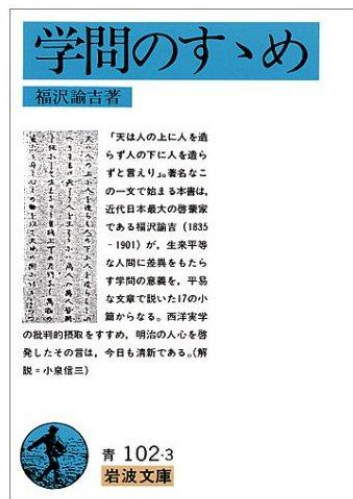 学問のすゝめ
福沢諭吉著
「天は人の上に人を造
らず人の下に人を造ら
ずと言えり」。著名なこ
の一文で始まる本書は，
近代日本最大の啓蒙家
である福沢諭吉（1835
‐1901）が，生来平等
な人間に差異をもたら
す学問の意義を，平易
な文章で説いた17の小
篇からなる。西洋実学
の批判的摂取をすすめ，明治の人心を啓
発したその言は，今日も清新である。（解
説＝小泉信三）
青 102-3
岩波文庫